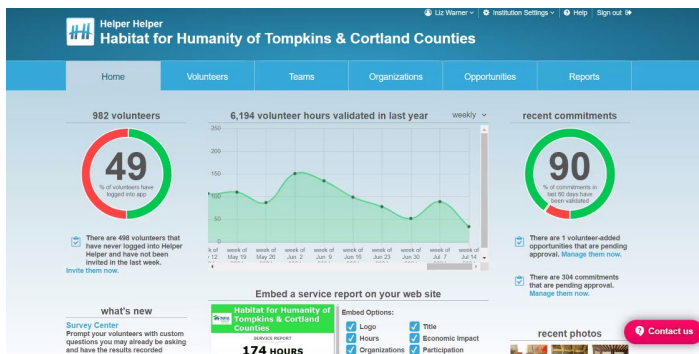 Liz Warner
Institution Settings
Help
Sign out
Helper Helper
Habitat for Humanity of Tompkins & Cortland Counties
Home
Volunteers
Teams
Organizations
Opportunities
Reports
982 volunteers
49
% of volunteers have
logged into app
There are 498 volunteers that
have never logged into Helper
Helper and have not been
invited in the last week.
Invite them now.
6,194 volunteer hours validated in last year
weekly
250
200
150
100
50
0
week of
May 19
week of
May 26
week of
Jun 2
week of
Jun 9
week of
Jun 16
week of
Jun 23
week of
Jun 30
week of
Jul 7
week of
Jul 14
recent commitments
90
% of commitments in
last 60 days have
been validated
There are 1 volunteer-added
opportunities that are pending
approval. Manage them now.
There are 304 commitments
that are pending approval.
Manage them now.
what's new
Survey Center
Prompt your volunteers with custom
questions you may already be asking
and have the results recorded
Embed a service report on your web site
Habitat for Humanity of
Tompkins & Cortland
Counties
SERVICE REPORT
174 HOURS
Embed Options:
Logo
Title
Hours
Economic Impact
Organizations
Participation
recent photos
Contact us